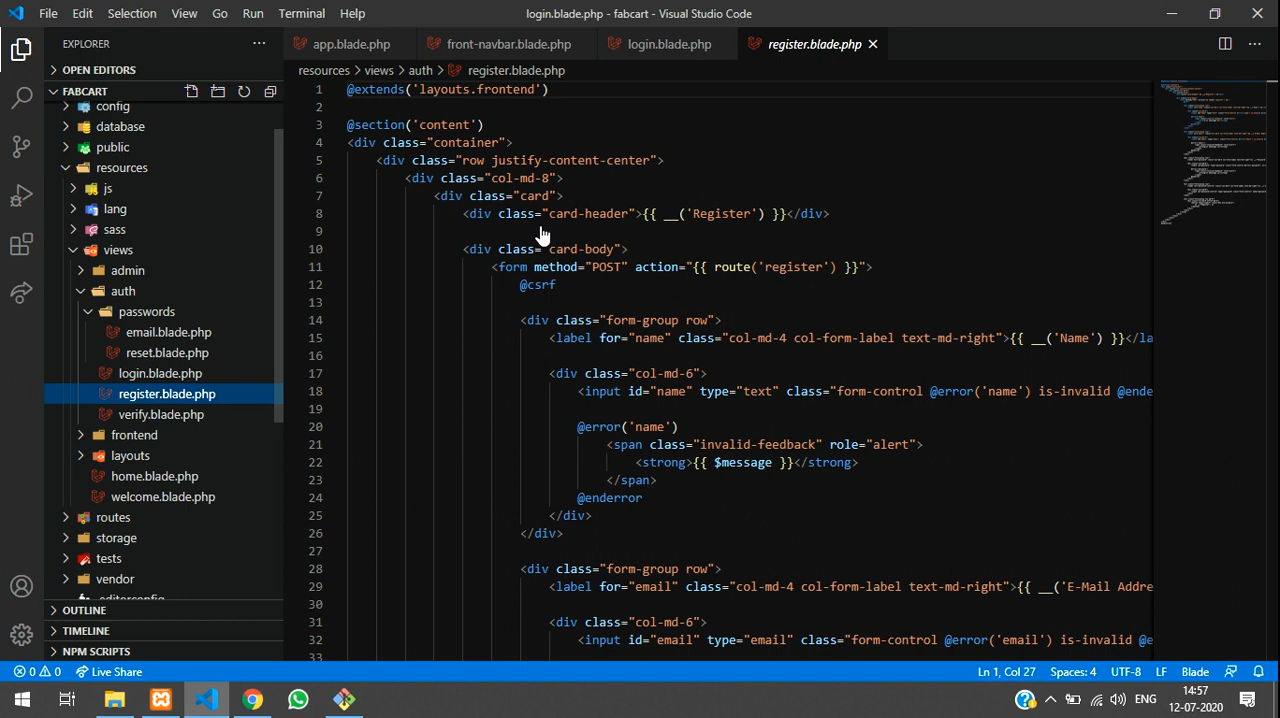 File Edit Selection View Go Run Terminal Help
login.blade.php - fabcart - Visual Studio Code
EXPLORER
app.blade.php
front-navbar.blade.php
login.blade.php
register.blade.php
OPEN EDITORS
resources > views > auth > register.blade.php
FABCART
config
database
public
resources
js
lang
sass
views
admin
auth
passwords
email.blade.php
reset.blade.php
login.blade.php
register.blade.php
verify.blade.php
frontend
layouts
home.blade.php
welcome.blade.php
routes
storage
tests
vendor
.editorconfig
OUTLINE
TIMELINE
NPM SCRIPTS
1 @extends('layouts.frontend')
2
3 @section('content')
4 <div class="container">
5 <div class="row justify-content-center">
6 <div class="col-md-8">
7 <div class="card">
8 <div class="card-header">{{ __('Register') }}</div>
9
10 <div class="card-body">
11 <form method="POST" action="{{ route('register') }}">
12 @csrf
13
14 <div class="form-group row">
15 <label for="name" class="col-md-4 col-form-label text-md-right">{{ __('Name') }}</la
16
17 <div class="col-md-6">
18 <input id="name" type="text" class="form-control @error('name') is-invalid @ende
19
20 @error('name')
21 <span class="invalid-feedback" role="alert">
22 <strong>{{ $message }}</strong>
23 </span>
24 @enderror
25 </div>
26 </div>
27
28 <div class="form-group row">
29 <label for="email" class="col-md-4 col-form-label text-md-right">{{ __('E-Mail Addre
30
31 <div class="col-md-6">
32 <input id="email" type="email" class="form-control @error('email') is-invalid @e
33
0 0 Live Share
Ln 1, Col 27 Spaces: 4 UTF-8 LF Blade
ENG
14:57
12-07-2020